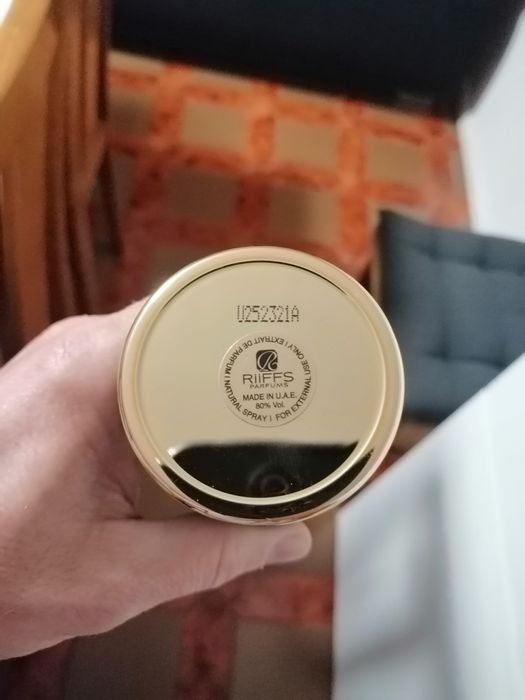 U252321A
RIIFFS
PARFUMS
MADE IN U.A.E.
80% Vol.
NATURAL SPRAY | FOR EXTERNAL USE ONLY | EXTRAIT DE PARFUM |